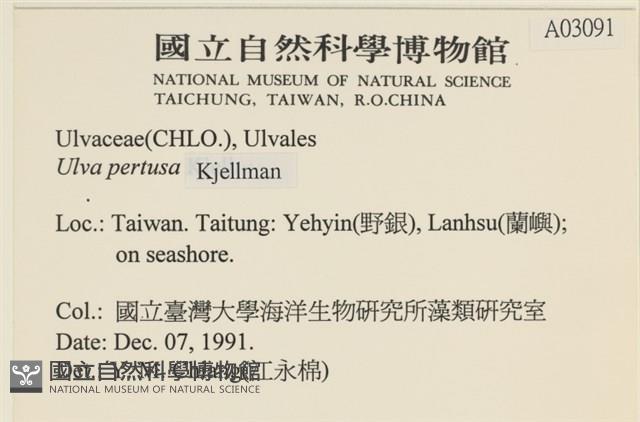 A03091
國立自然科學博物館
NATIONAL MUSEUM OF NATURAL SCIENCE
TAICHUNG, TAIWAN, R.O.CHINA
Ulvaceae(CHLO.), Ulvales
Ulva pertusa Kjellman
Loc.: Taiwan. Taitung: Yehyin(野銀), Lanhsu(蘭嶼);
on seashore.
Col.: 國立臺灣大學海洋生物研究所藻類研究室
Date: Dec. 07, 1991.
(江永棉)
國立自然科學博物館
NATIONAL MUSEUM OF NATURAL SCIENCE